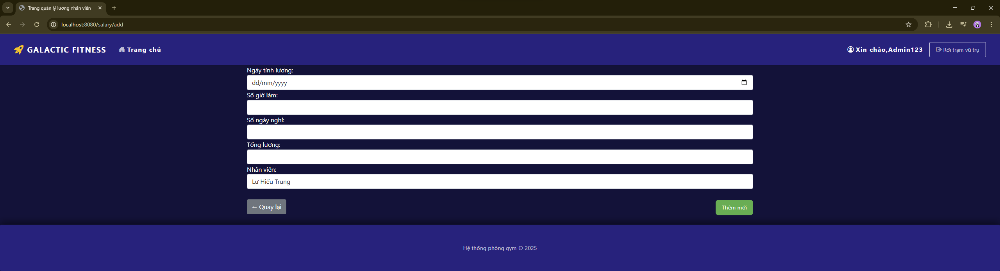 Trang quản lý lương nhân viên
localhost:8080/salary/add
GALACTIC FITNESS Trang chủ Xin chào,Admin123 Rời trạm vũ trụ
Ngày tính lương:
dd/mm/yyyy
Số giờ làm:
Số ngày nghỉ:
Tổng lương:
Nhân viên:
Lư Hiếu Trung
← Quay lại Thêm mới
Hệ thống phòng gym © 2025